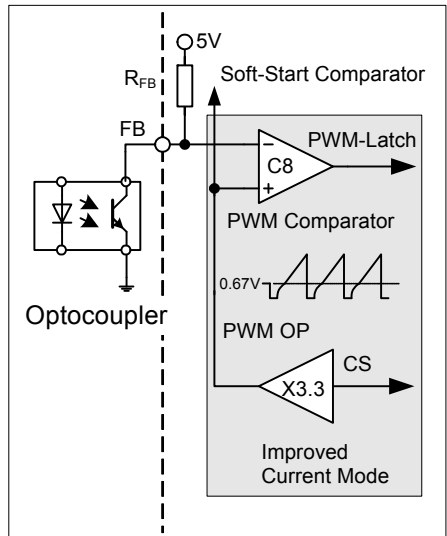 5V
R_FB
Soft-Start Comparator
FB
PWM-Latch
C8
PWM Comparator
0.67V
Optocoupler
PWM OP
CS
X3.3
Improved
Current Mode